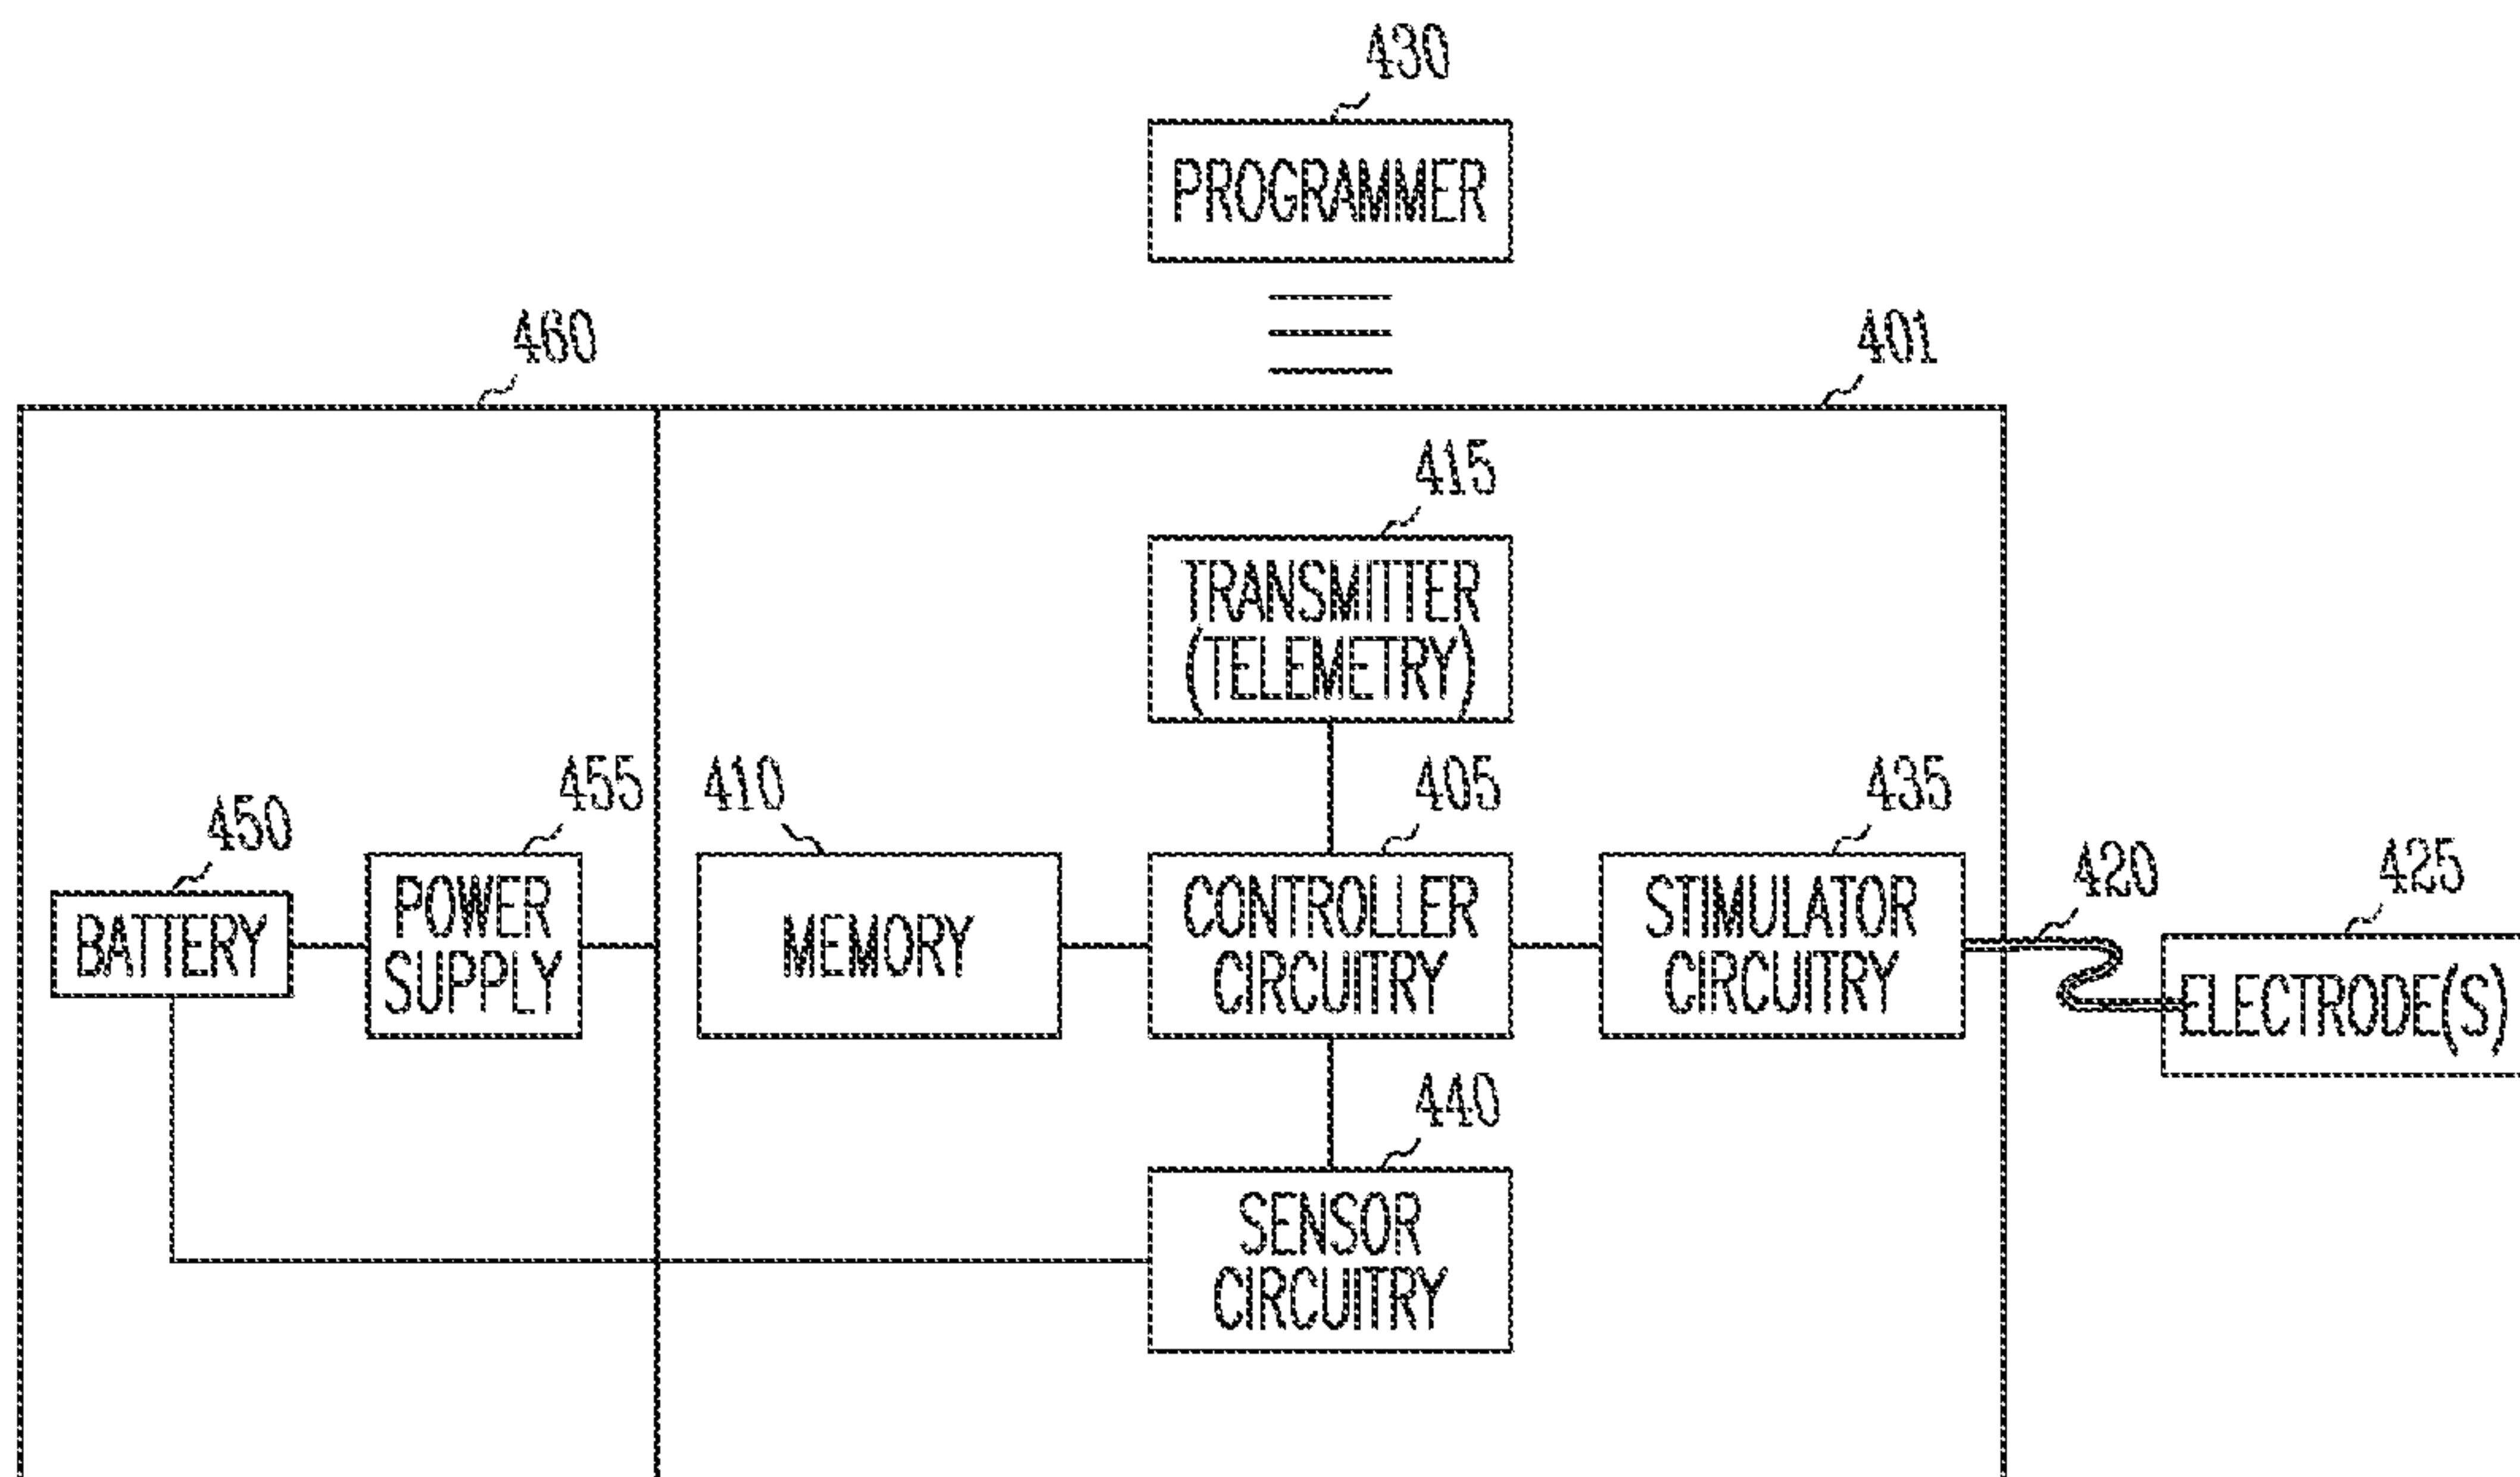 430
PROGRAMMER
460
401
415
TRANSMITTER
(TELEMETRY)
450
BATTERY
455
POWER
SUPPLY
410
MEMORY
405
CONTROLLER
CIRCUITRY
435
STIMULATOR
CIRCUITRY
420
425
ELECTRODE(S)
440
SENSOR
CIRCUITRY